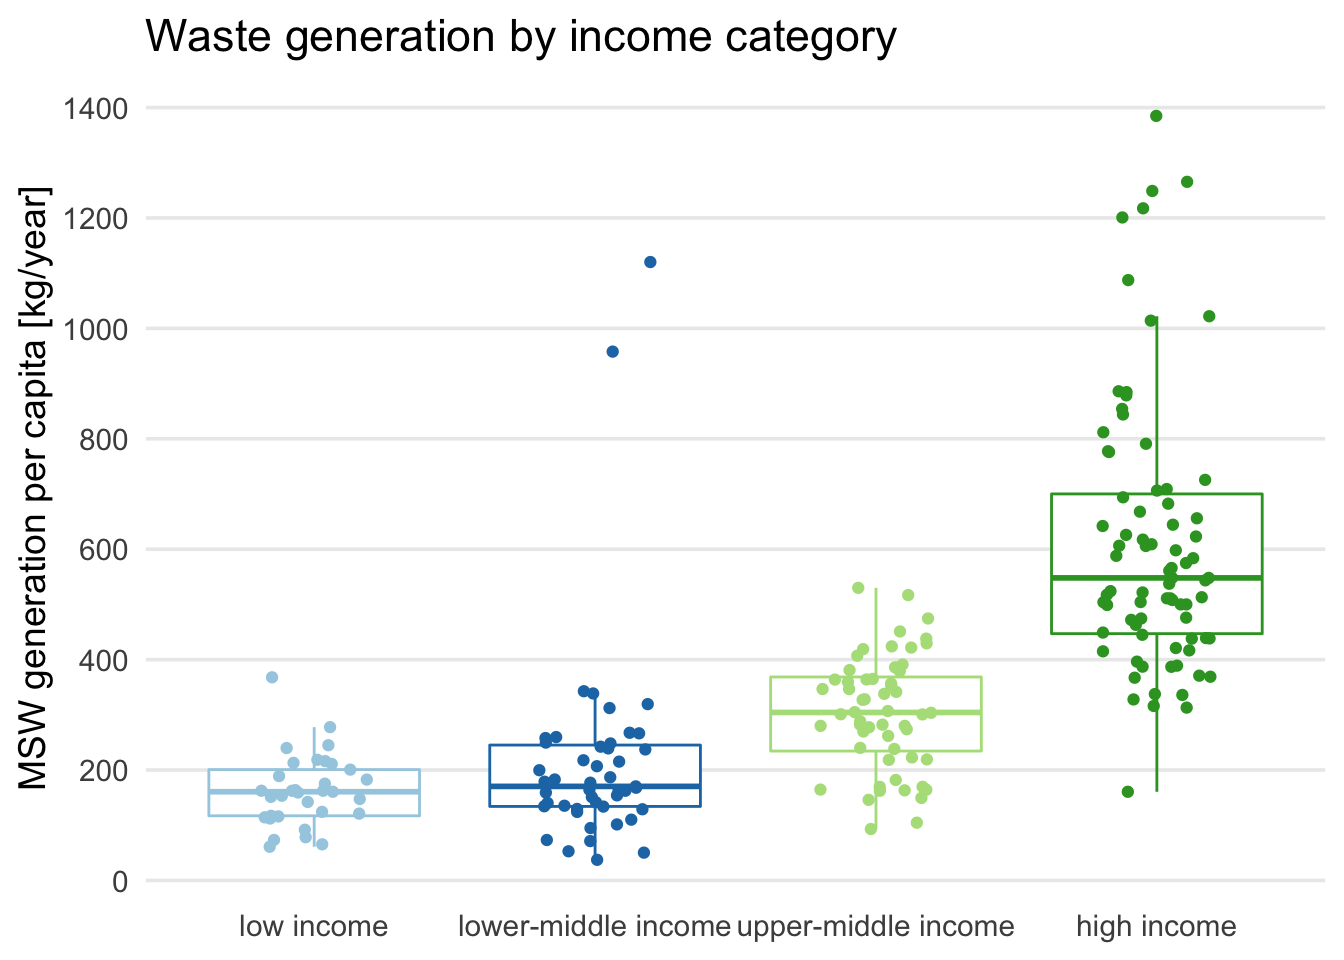 Waste generation by income category
MSW generation per capita [kg/year]
1400
1200
1000
800
600
400
200
0
low income
lower-middle income
upper-middle income
high income